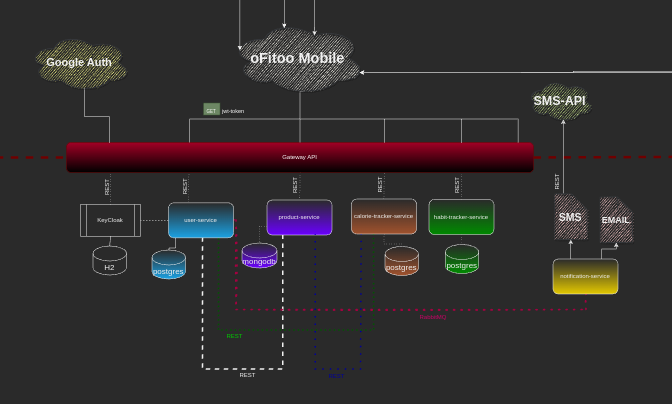 Google Auth
oFitoo Mobile
SMS-API
GET
jwt-token
Gateway API
REST
REST
REST
REST
REST
REST
KeyCloak
user-service
product-service
calorie-tracker-service
habit-tracker-service
SMS
EMAIL
H2
postgres
mongodb
postgres
postgres
notification-service
REST
REST
REST